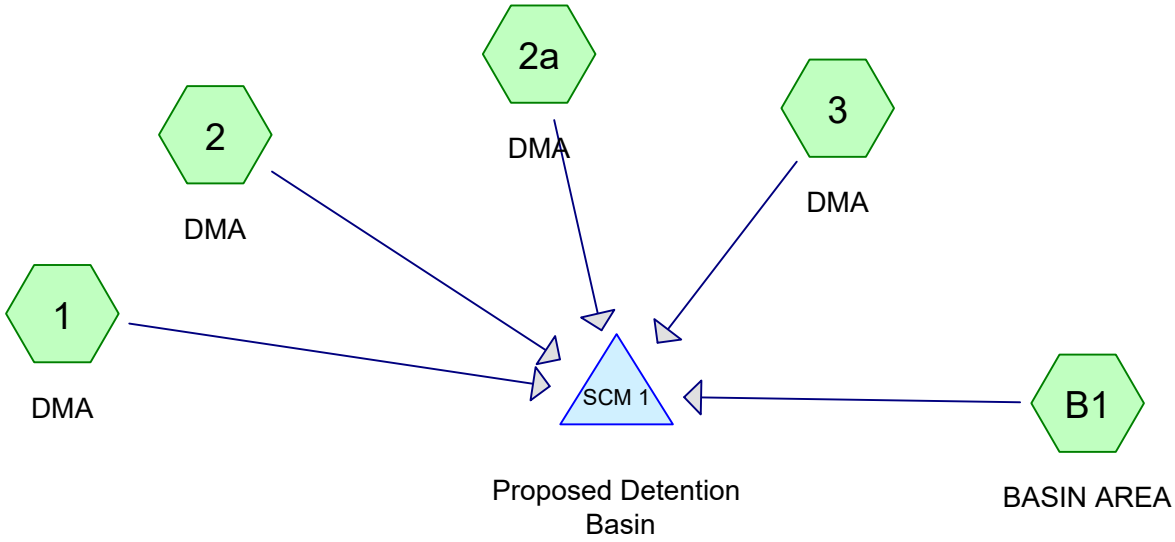 2a
DMA
3
DMA
2
DMA
1
DMA
SCM 1
Proposed Detention
Basin
B1
BASIN AREA